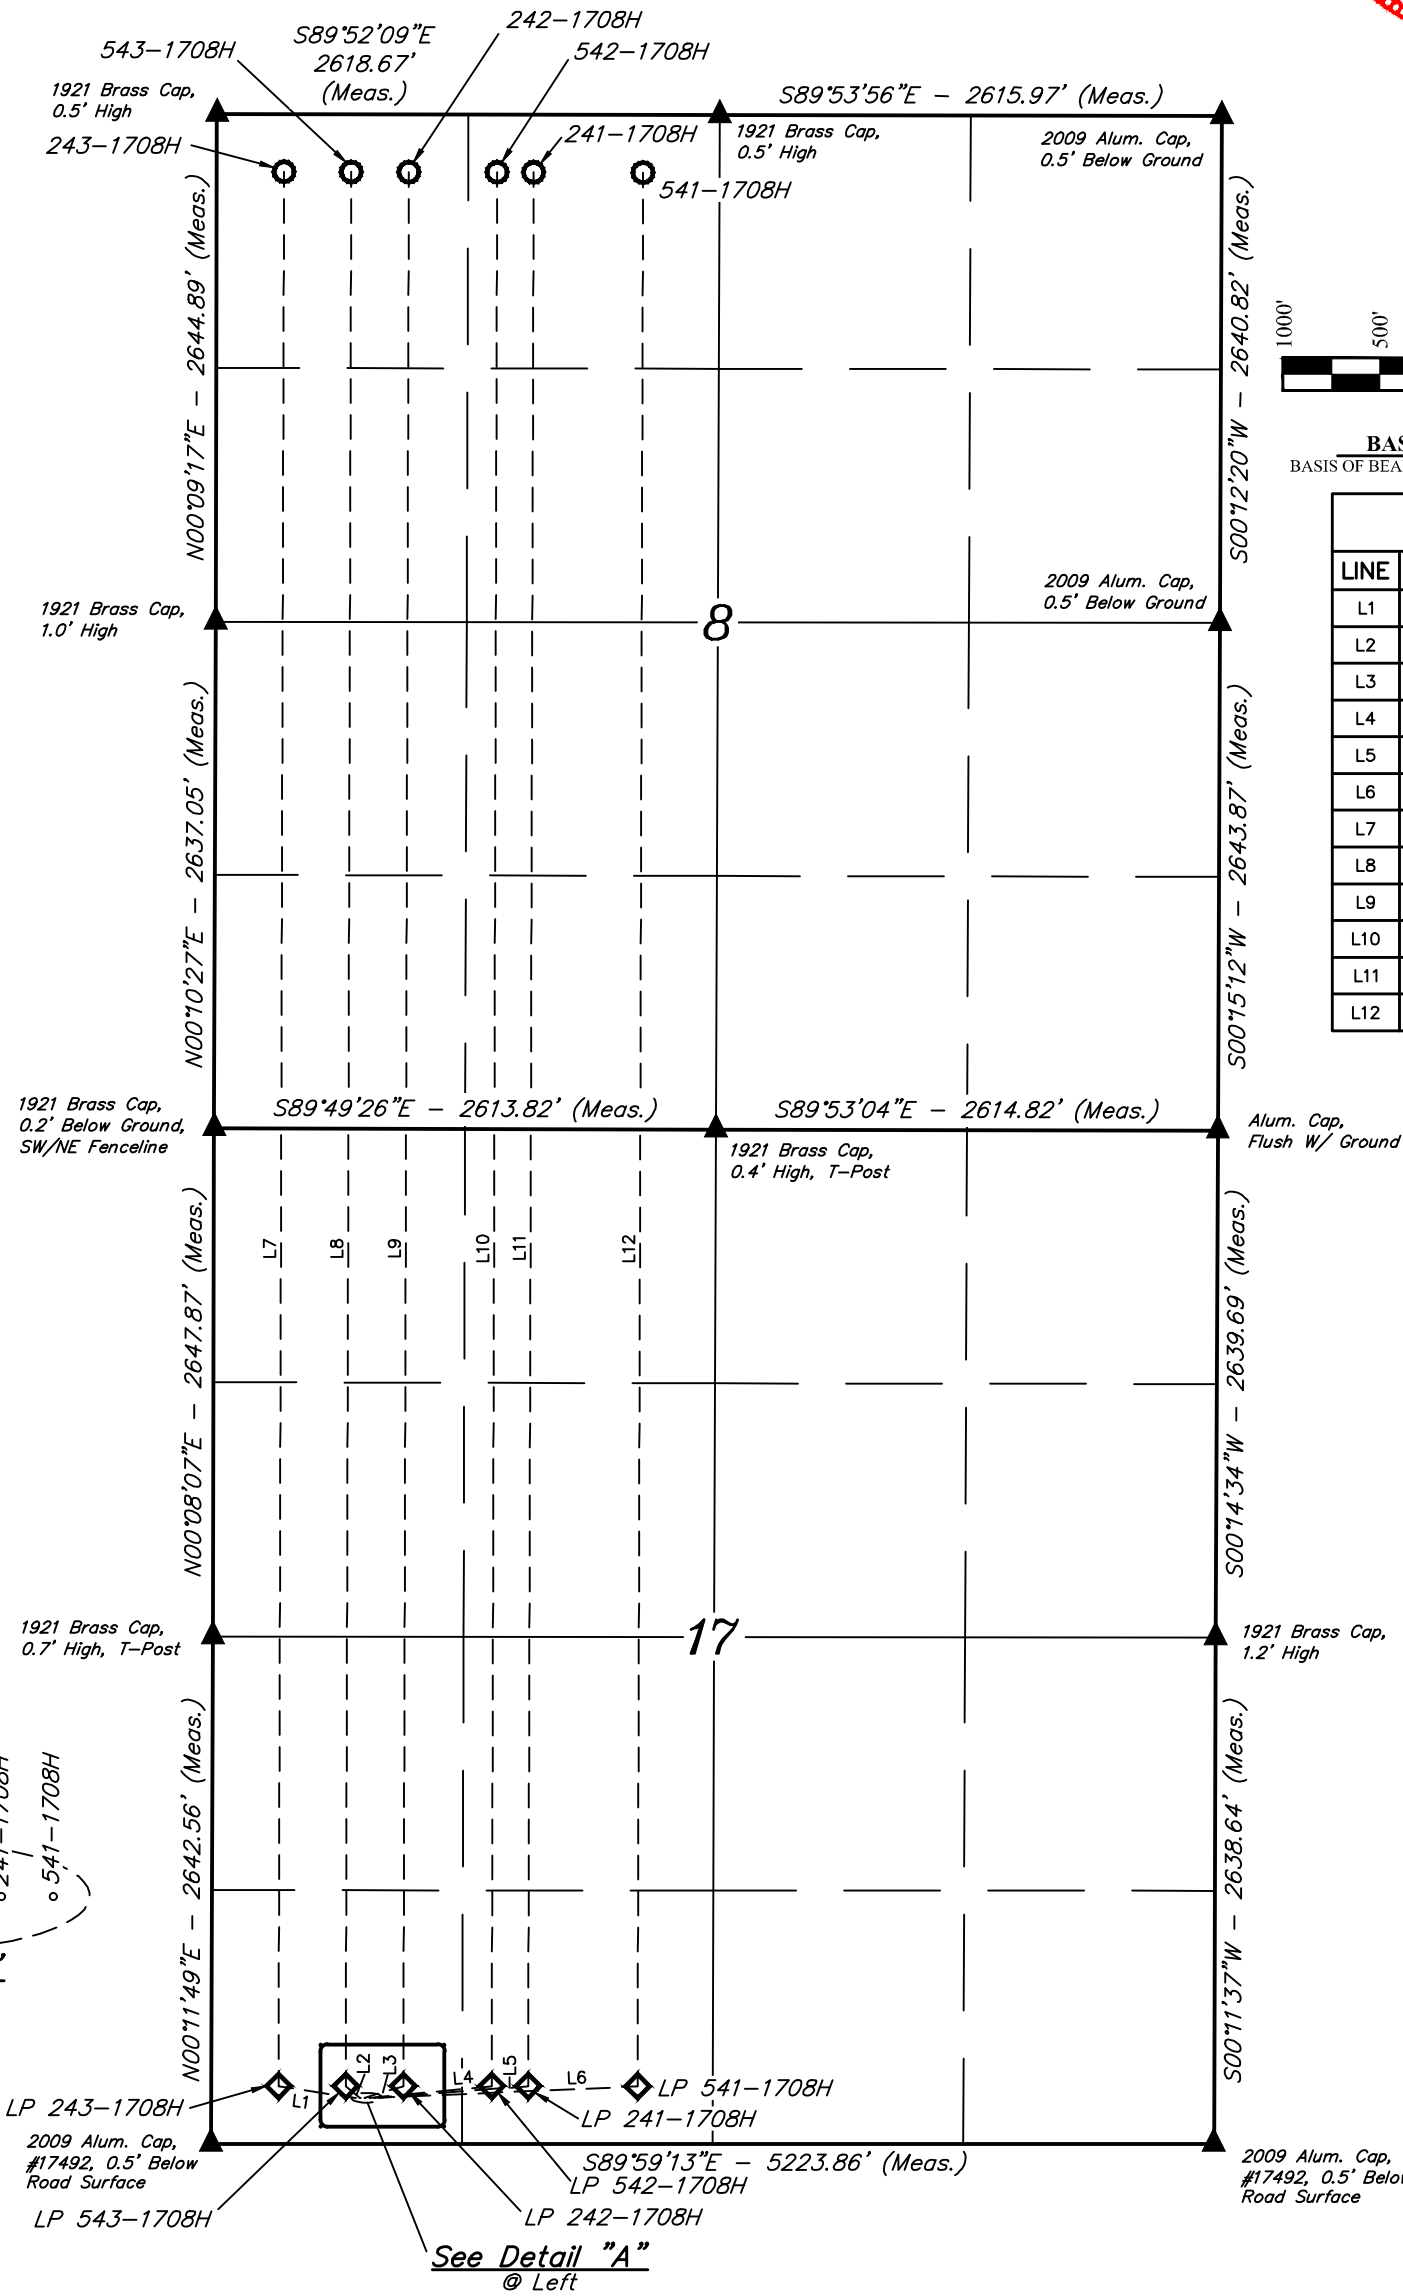 242-1708H
S89°52'09"E
2618.67'
(Meas.)
543-1708H
542-1708H
1921 Brass Cap,
0.5' High
S89°53'56"E - 2615.97' (Meas.)
243-1708H
241-1708H
1921 Brass Cap,
0.5' High
2009 Alum. Cap,
0.5' Below Ground
541-1708H
N00°09'17"E - 2644.89' (Meas.)
S00°12'20"W - 2640.82' (Meas.)
1000'
500'
BASIS OF BEA
LINE
L1
L2
L3
L4
L5
L6
L7
L8
L9
L10
L11
L12
1921 Brass Cap,
1.0' High
8
2009 Alum. Cap,
0.5' Below Ground
N00°10'27"E - 2637.05' (Meas.)
S00°15'12"W - 2643.87' (Meas.)
1921 Brass Cap,
0.2' Below Ground,
SW/NE Fenceline
S89°49'26"E - 2613.82' (Meas.)
S89°53'04"E - 2614.82' (Meas.)
1921 Brass Cap,
0.4' High, T-Post
Alum. Cap,
Flush W/ Ground
L7
L8
L9
L10
L11
L12
N00°08'07"E - 2647.87' (Meas.)
S00°14'34"W - 2639.69' (Meas.)
1921 Brass Cap,
0.7' High, T-Post
17
1921 Brass Cap,
1.2' High
241-1708H
541-1708H
N00°11'49"E - 2642.56' (Meas.)
S00°11'37"W - 2638.64' (Meas.)
L1
L2
L3
L4
L5
L6
LP 243-1708H
LP 541-1708H
LP 241-1708H
2009 Alum. Cap,
#17492, 0.5' Below
Road Surface
S89°59'13"E - 5223.86' (Meas.)
LP 542-1708H
2009 Alum. Cap,
#17492, 0.5' Below
Road Surface
LP 543-1708H
LP 242-1708H
See Detail "A"
@ Left